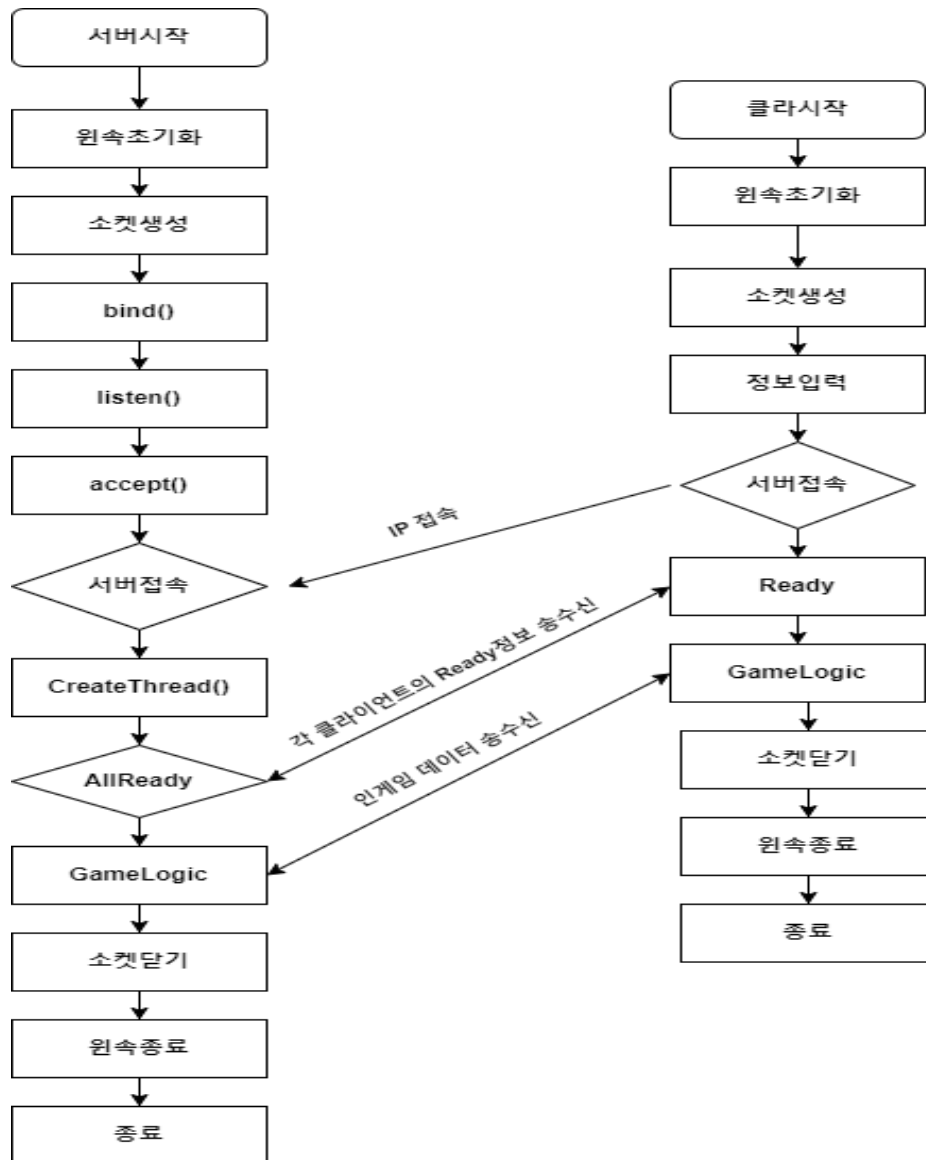 서버시작
윈속초기화
소켓생성
bind()
listen()
accept()
서버접속
CreateThread()
AllReady
GameLogic
소켓닫기
윈속종료
종료
IP 접속
각 클라이언트의 Ready정보 송수신
인게임 데이터 송수신
클라시작
윈속초기화
소켓생성
정보입력
서버접속
Ready
GameLogic
소켓닫기
윈속종료
종료